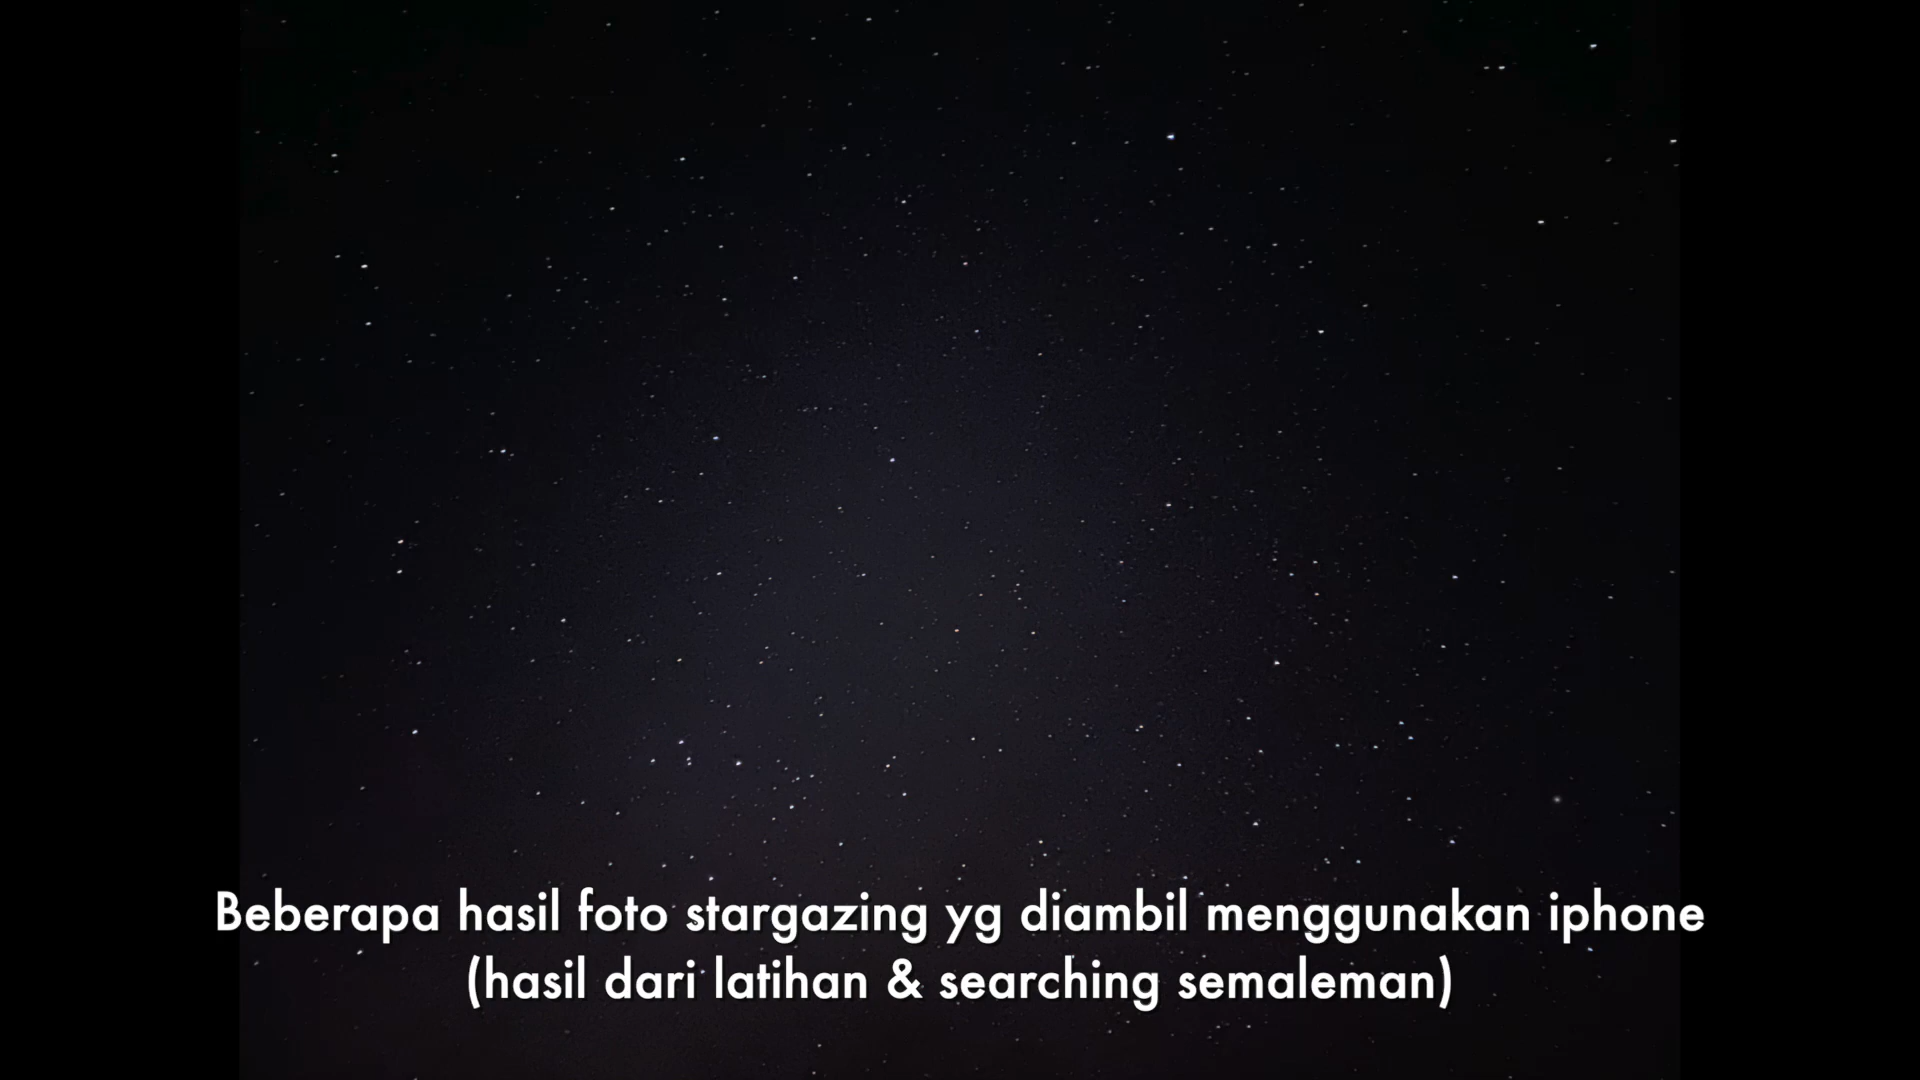 Beberapa hasil foto stargazing yg diambil menggunakan iphone
(hasil dari latihan & searching semaleman)